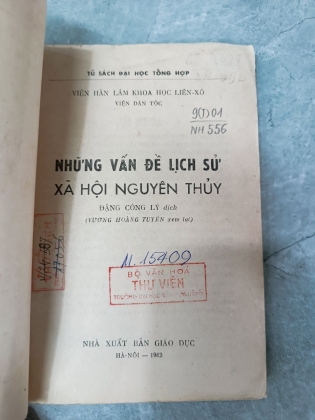 TỦ SÁCH ĐẠI HỌC TỔNG HỢP
VIỆN HÀN LÂM KHOA HỌC LIÊN-XÔ
VIỆN DÂN TỘC
9(T)01
NH 556
NHỮNG VẤN ĐỀ LỊCH SỬ
XÃ HỘI NGUYÊN THỦY
ĐẶNG CÔNG LÝ dịch
(VƯƠNG HOÀNG TUYÊN xem lại)
M. 15409
BỘ VĂN HOÁ
THƯ VIỆN
NHÀ XUẤT BẢN GIÁO DỤC
HÀ-NỘI — 1962